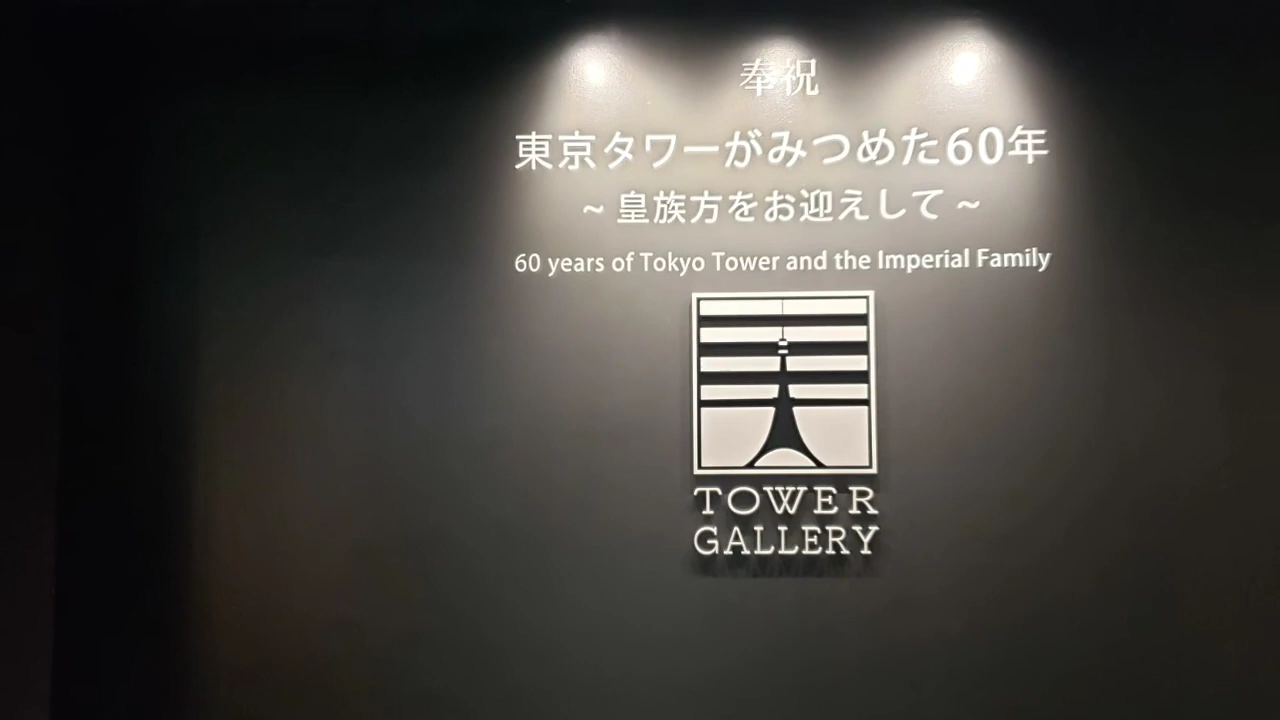 奉祝
東京タワーがみつめた60年
~ 皇族方をお迎えして ~
60 years of Tokyo Tower and the Imperial Family
TOWER
GALLERY